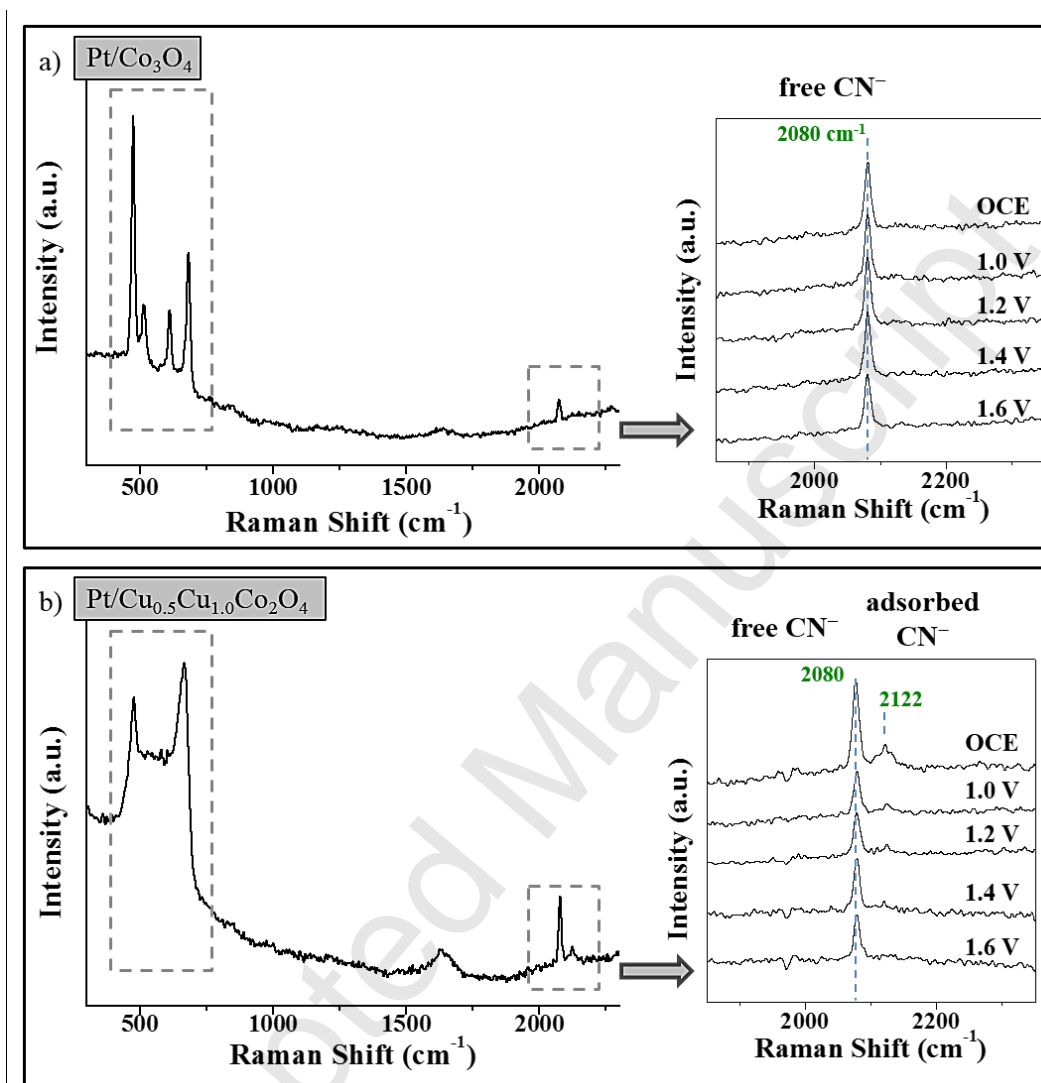 a) Pt/Co₃O₄
free CN⁻
2080 cm⁻¹
OCE
1.0 V
1.2 V
1.4 V
1.6 V
Intensity (a.u.)
Intensity (a.u.)
2000 2200
Raman Shift (cm⁻¹)
500 1000 1500 2000
Raman Shift (cm⁻¹)
b) Pt/Cu₀.₅Cu₁.₀Co₂O₄
free CN⁻
adsorbed
CN⁻
2080
2122
OCE
1.0 V
1.2 V
1.4 V
1.6 V
Intensity (a.u.)
Intensity (a.u.)
2000 2200
Raman Shift (cm⁻¹)
500 1000 1500 2000
Raman Shift (cm⁻¹)
pted Manuscript